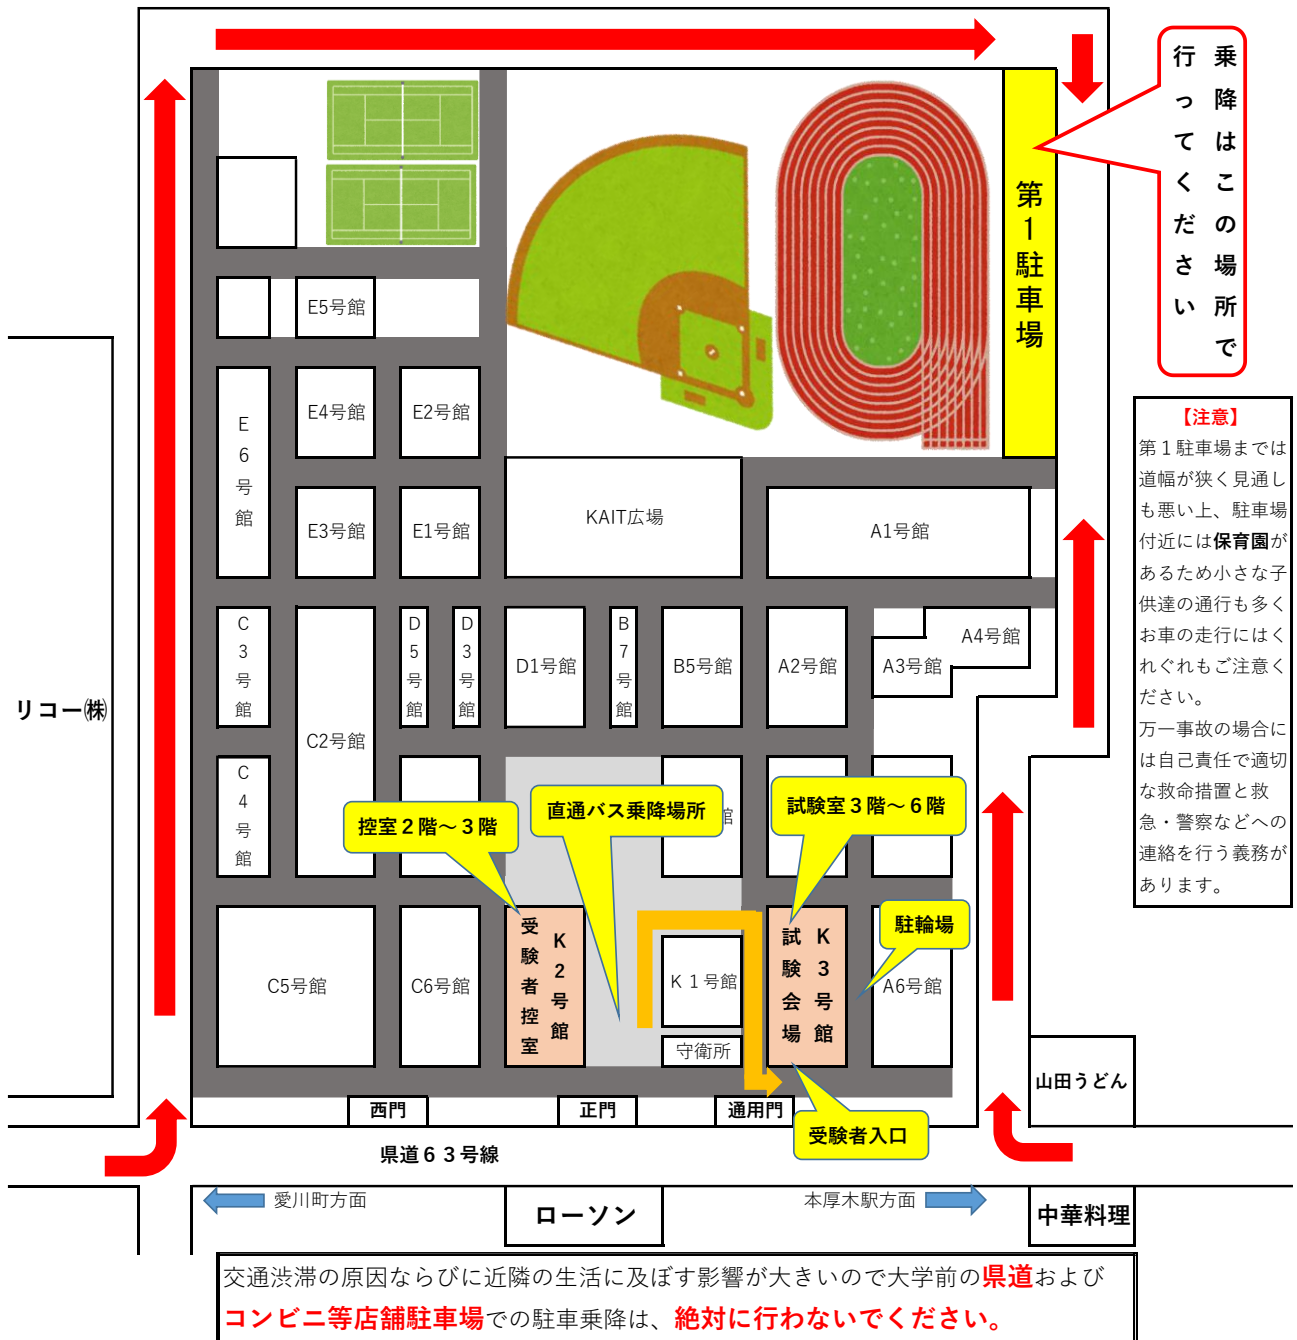 乗降はこの場所で
行ってください
第1駐車場
E5号館
E6号館
E4号館
E2号館
E3号館
E1号館
KAIT広場
A1号館
【注意】
第1駐車場までは
道幅が狭く見通し
も悪い上、駐車場
付近には保育園が
あるため小さな子
供達の通行も多く
お車の走行にはく
れぐれもご注意く
ださい。
万一事故の場合に
は自己責任で適切
な救命措置と救
急・警察などへの
連絡を行う義務が
あります。
リコー㈱
C3号館
C2号館
D5号館
D3号館
D1号館
B7号館
B5号館
A2号館
A3号館
A4号館
C4号館
控室2階～3階
直通バス乗降場所
館
試験室3階～6階
駐輪場
C5号館
C6号館
K2号館
受験者控室
K1号館
守衛所
K3号館
試験会場
A6号館
山田うどん
西門
正門
通用門
受験者入口
県道63号線
愛川町方面
ローソン
本厚木駅方面
中華料理
交通渋滞の原因ならびに近隣の生活に及ぼす影響が大きいので大学前の県道および
コンビニ等店舗駐車場での駐車乗降は、絶対に行わないでください。